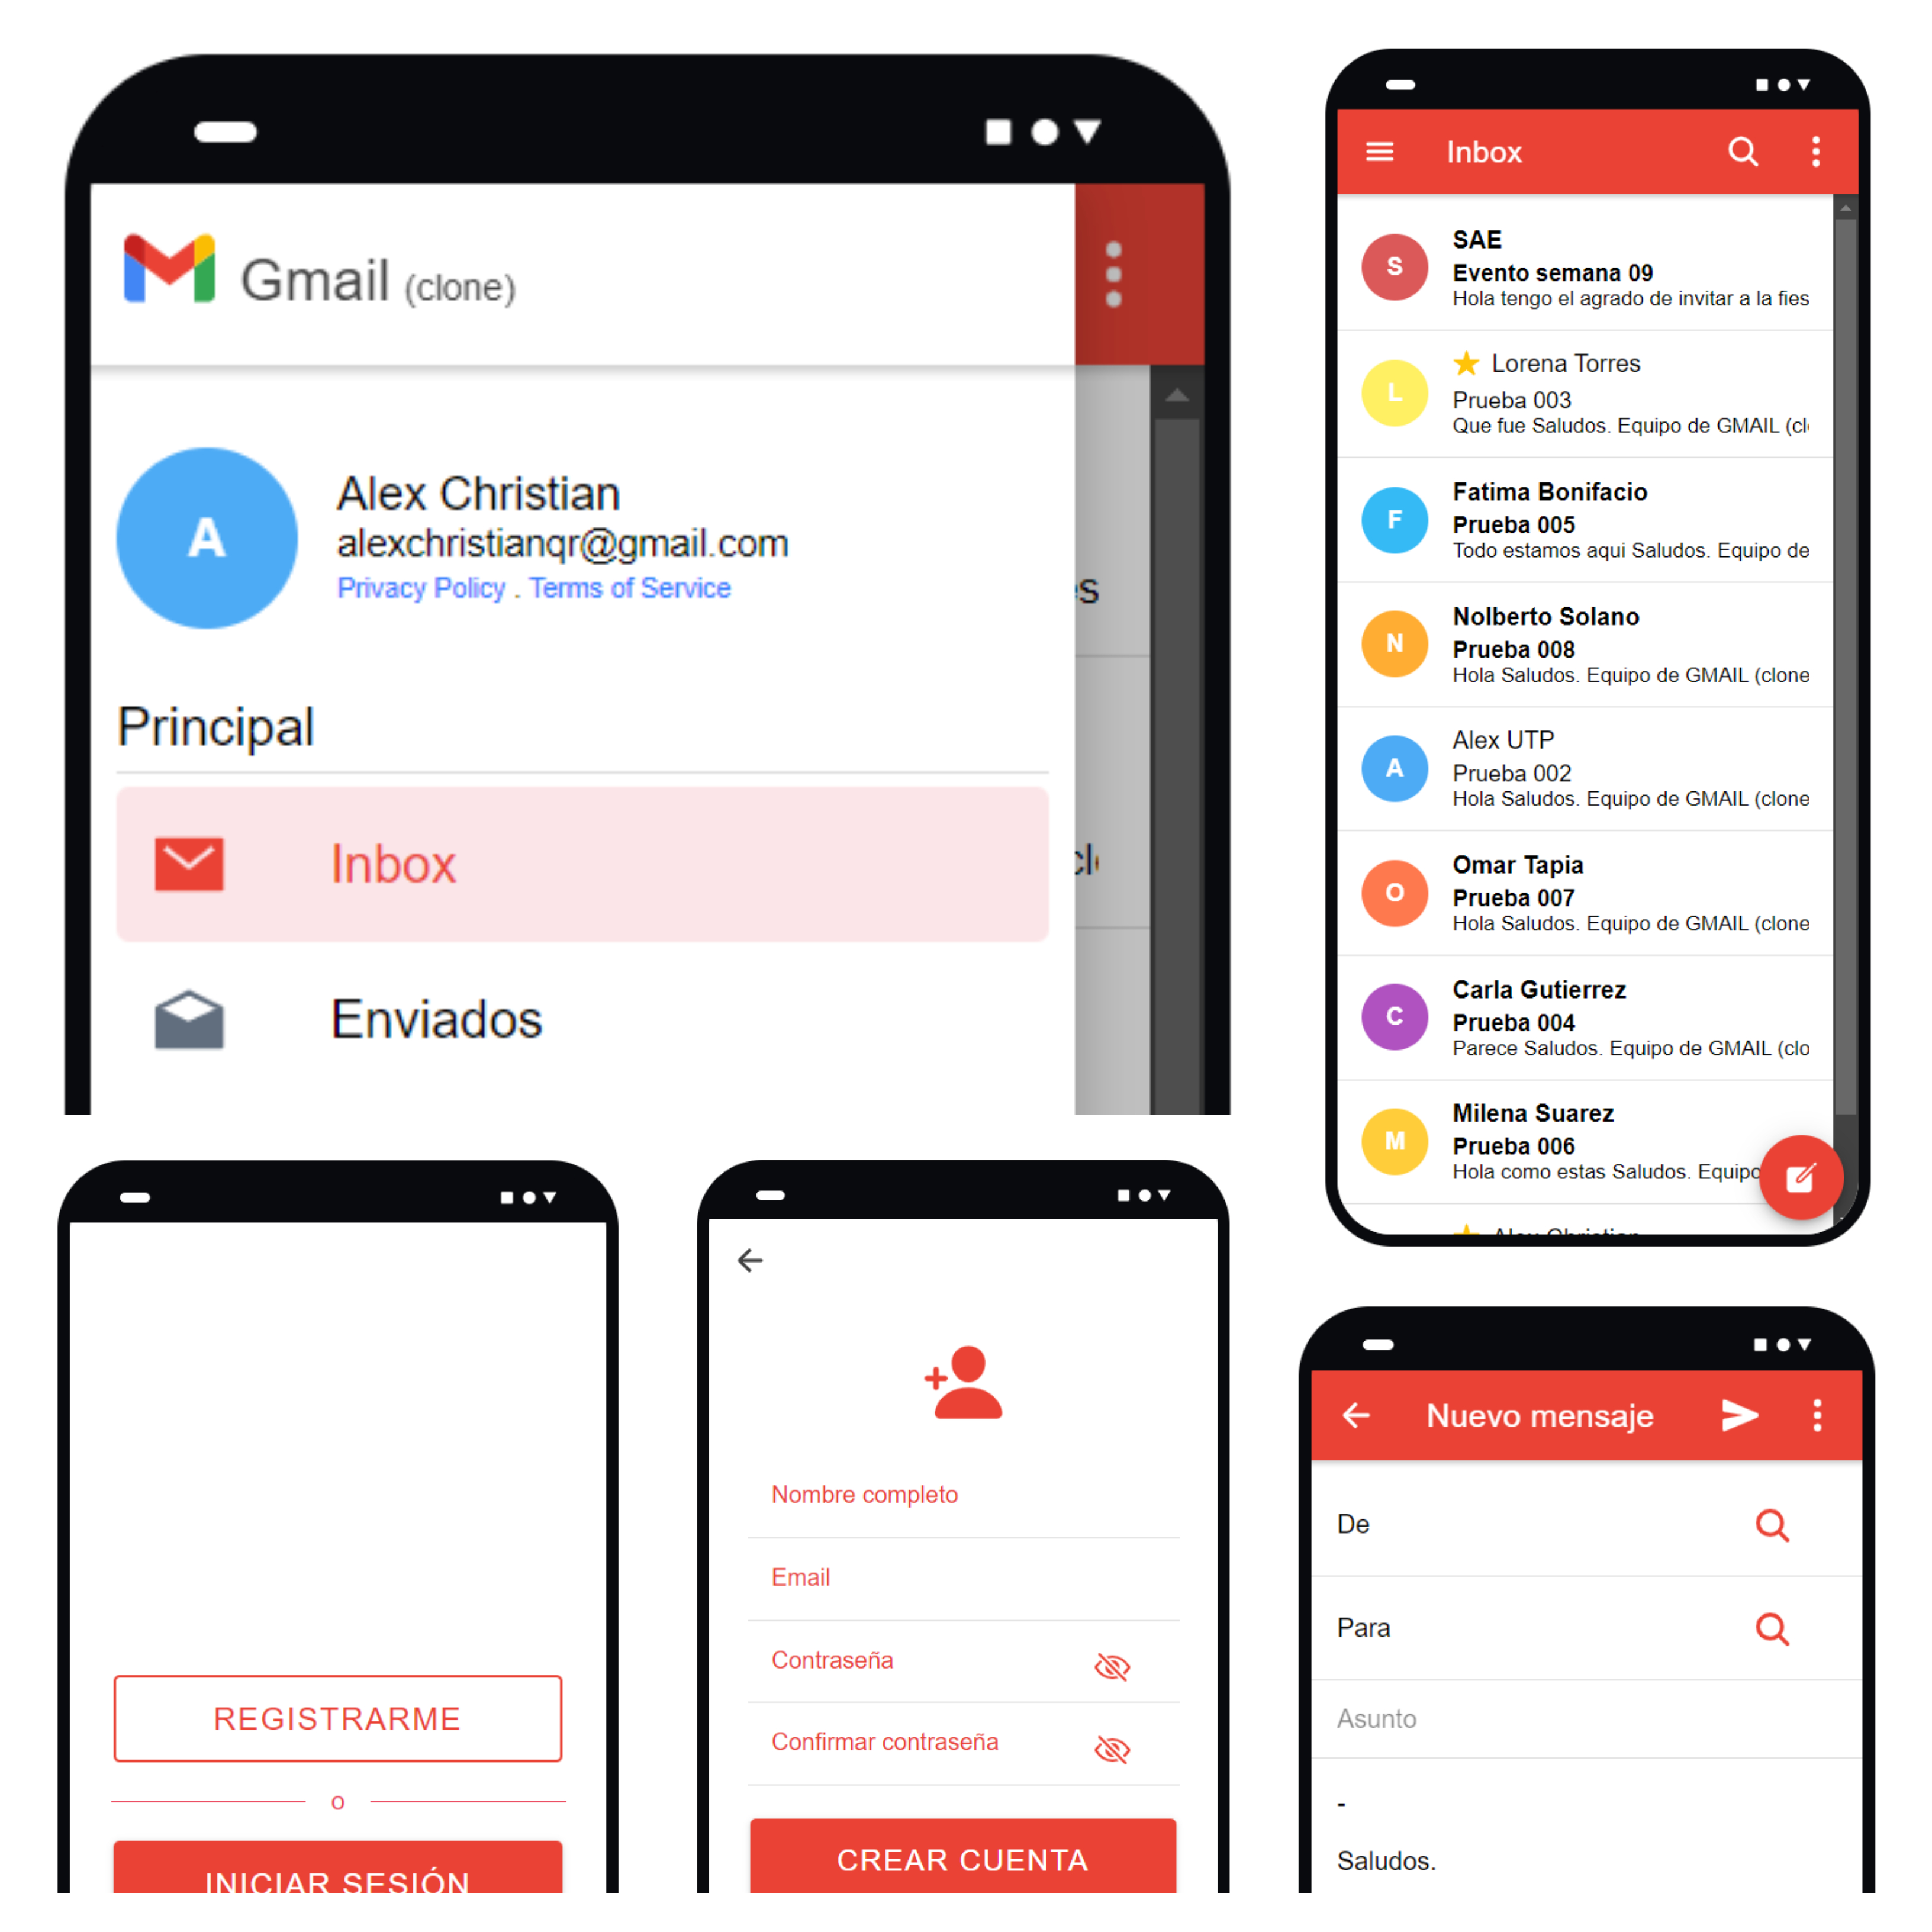 Gmail (clone)
A
Alex Christian
alexchristianqr@gmail.com
Privacy Policy . Terms of Service
Principal
Inbox
Enviados
Inbox
S
SAE
Evento semana 09
Hola tengo el agrado de invitar a la fies
L
Lorena Torres
Prueba 003
Que fue Saludos. Equipo de GMAIL (cl
F
Fatima Bonifacio
Prueba 005
Todo estamos aqui Saludos. Equipo de
N
Nolberto Solano
Prueba 008
Hola Saludos. Equipo de GMAIL (clone
A
Alex UTP
Prueba 002
Hola Saludos. Equipo de GMAIL (clone
O
Omar Tapia
Prueba 007
Hola Saludos. Equipo de GMAIL (clone
C
Carla Gutierrez
Prueba 004
Parece Saludos. Equipo de GMAIL (clo
M
Milena Suarez
Prueba 006
Hola como estas Saludos. Equipo
Alex Christian
REGISTRARME
o
INICIAR SESIÓN
Nombre completo
Email
Contraseña
Confirmar contraseña
CREAR CUENTA
Nuevo mensaje
De
Para
Asunto
-
Saludos.